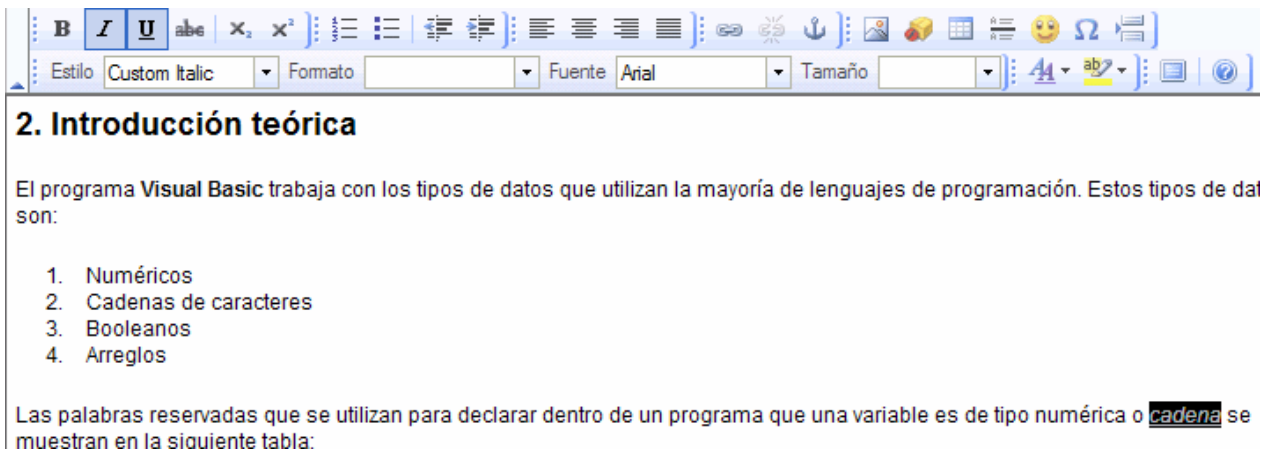 B I U abc X₂ X²
Estilo Custom Italic Formato Fuente Arial Tamaño
2. Introducción teórica
El programa Visual Basic trabaja con los tipos de datos que utilizan la mayoría de lenguajes de programación. Estos tipos de dat
son:
1. Numéricos
2. Cadenas de caracteres
3. Booleanos
4. Arreglos
Las palabras reservadas que se utilizan para declarar dentro de un programa que una variable es de tipo numérica o cadena se
muestran en la siguiente tabla: